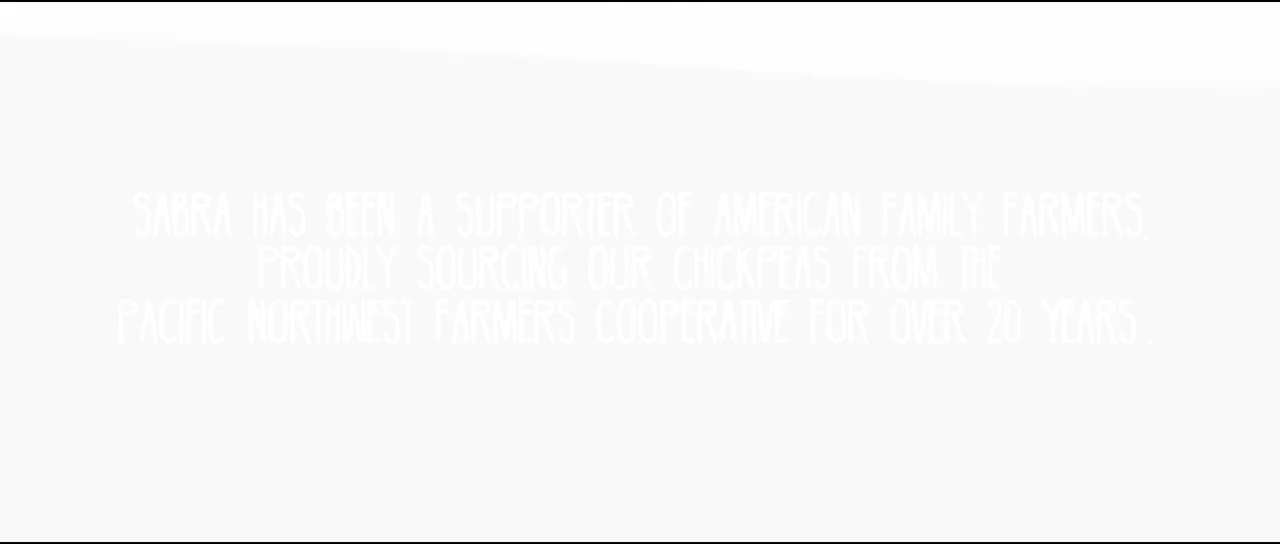 SABRA HAS BEEN A SUPPORTER OF AMERICAN FAMILY FARMERS,
PROUDLY SOURCING OUR CHICKPEAS FROM THE
PACIFIC NORTHWEST FARMERS COOPERATIVE FOR OVER 20 YEARS.